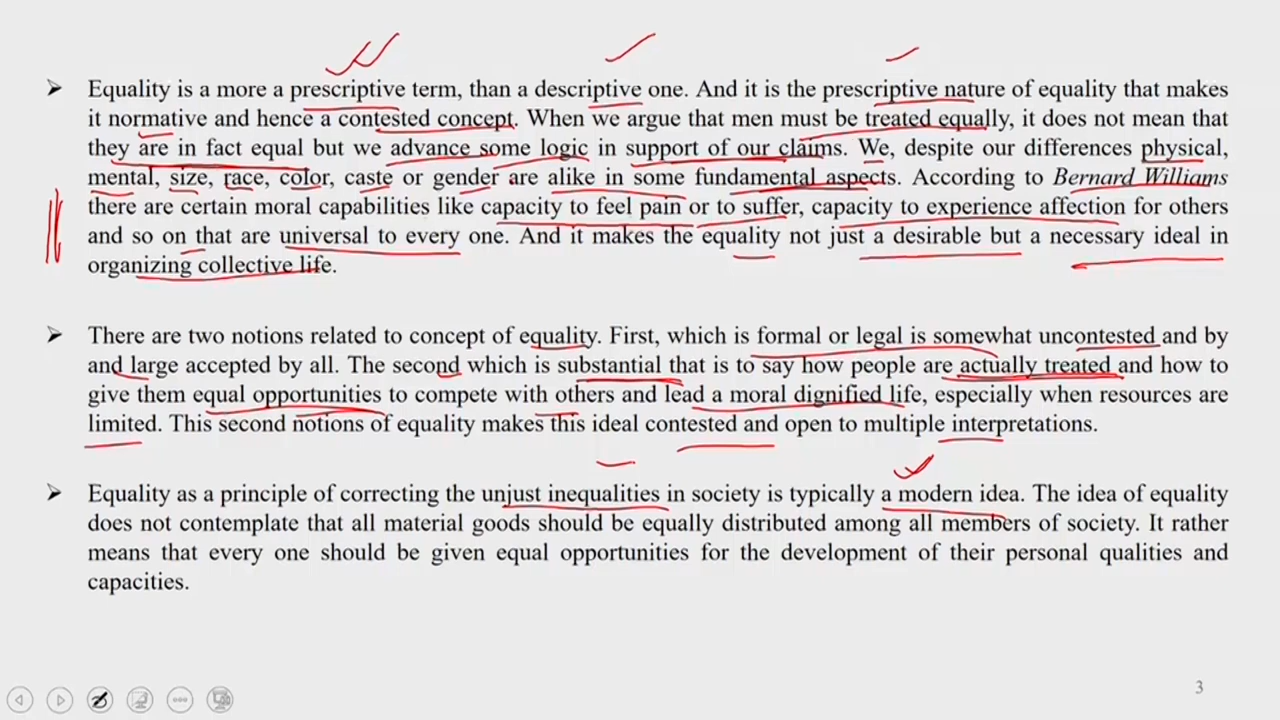 Equality is a more a prescriptive term, than a descriptive one. And it is the prescriptive nature of equality that makes
it normative and hence a contested concept. When we argue that men must be treated equally, it does not mean that
they are in fact equal but we advance some logic in support of our claims. We, despite our differences physical,
mental, size, race, color, caste or gender are alike in some fundamental aspects. According to Bernard Williams
there are certain moral capabilities like capacity to feel pain or to suffer, capacity to experience affection for others
and so on that are universal to every one. And it makes the equality not just a desirable but a necessary ideal in
organizing collective life.
There are two notions related to concept of equality. First, which is formal or legal is somewhat uncontested and by
and large accepted by all. The second which is substantial that is to say how people are actually treated and how to
give them equal opportunities to compete with others and lead a moral dignified life, especially when resources are
limited. This second notions of equality makes this ideal contested and open to multiple interpretations.
Equality as a principle of correcting the unjust inequalities in society is typically a modern idea. The idea of equality
does not contemplate that all material goods should be equally distributed among all members of society. It rather
means that every one should be given equal opportunities for the development of their personal qualities and
capacities.
3